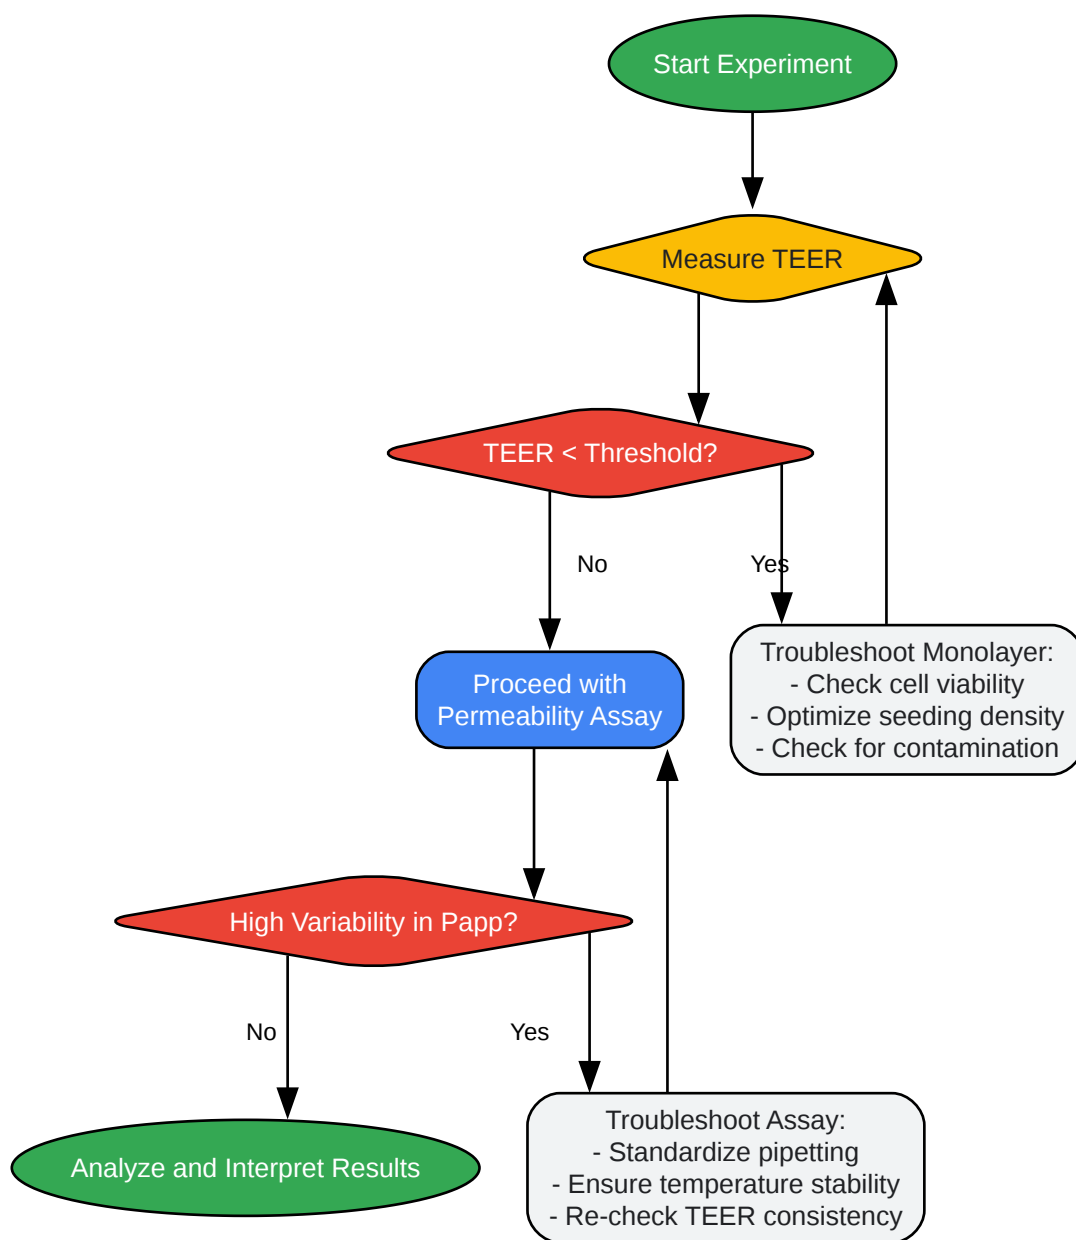 Start Experiment
Measure TEER
TEER < Threshold?
No
Yes
Proceed with
Permeability Assay
Troubleshoot Monolayer:
- Check cell viability
- Optimize seeding density
- Check for contamination
High Variability in Papp?
No
Yes
Analyze and Interpret Results
Troubleshoot Assay:
- Standardize pipetting
- Ensure temperature stability
- Re-check TEER consistency